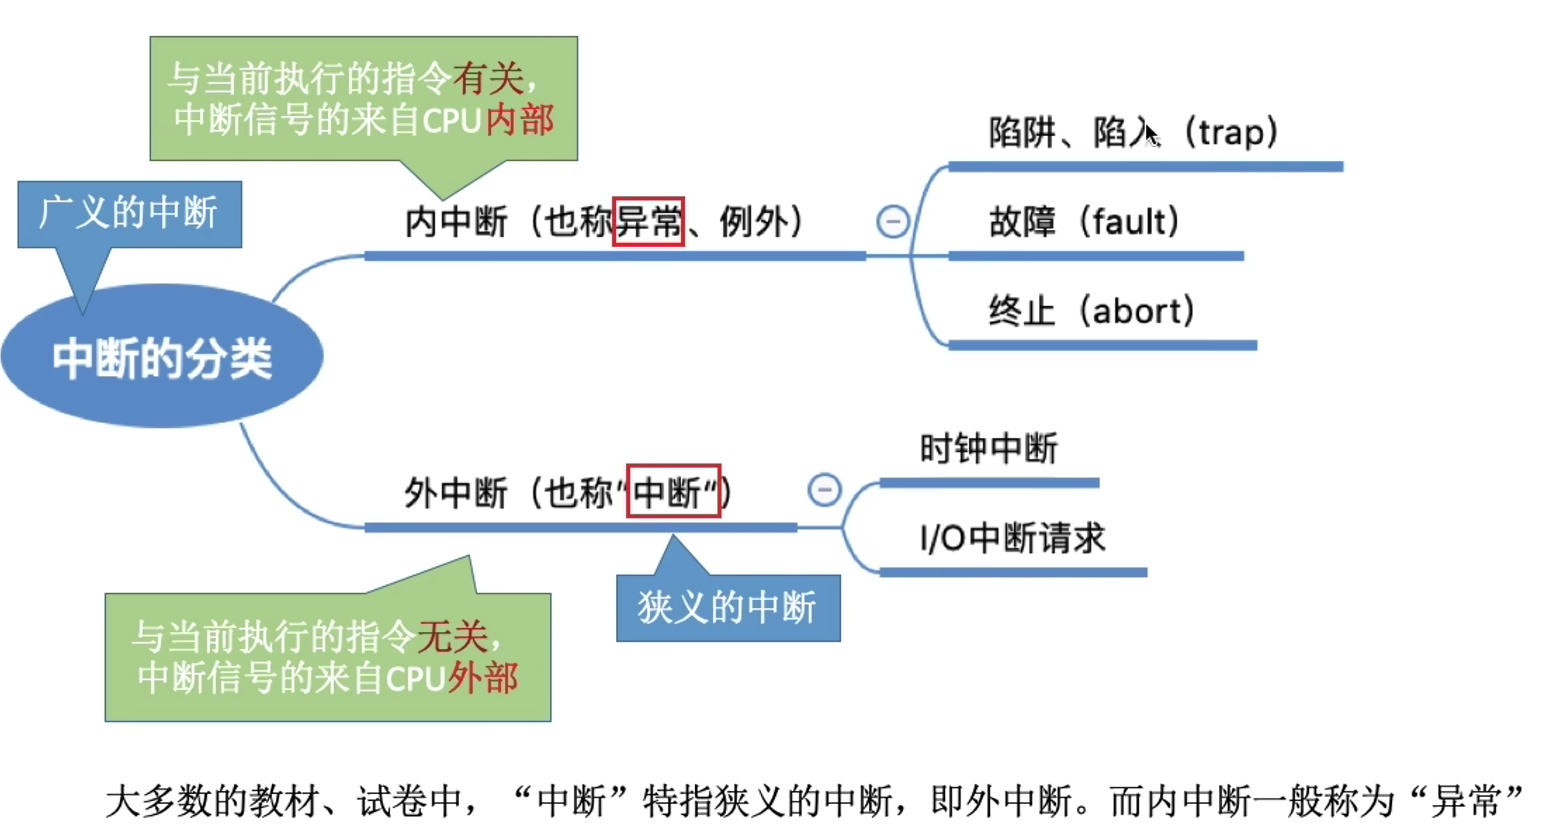 与当前执行的指令有关，
中断信号的来自CPU内部
广义的中断
中断的分类
内中断（也称异常、例外）
陷阱、陷入（trap）
故障（fault）
终止（abort）
外中断（也称“中断“）
时钟中断
I/O中断请求
狭义的中断
与当前执行的指令无关，
中断信号的来自CPU外部
大多数的教材、试卷中，“中断”特指狭义的中断，即外中断。而内中断一般称为“异常”